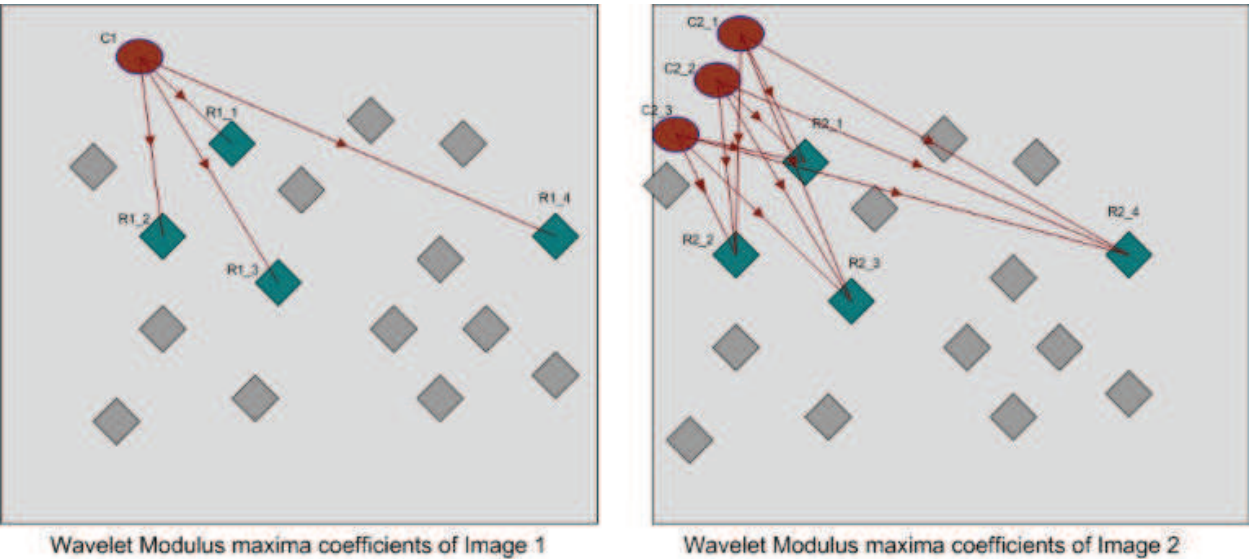 C1
R1_1
R1_2
R1_3
R1_4
Wavelet Modulus maxima coefficients of Image 1
C2_1
C2_2
C2_3
R2_1
R2_2
R2_3
R2_4
Wavelet Modulus maxima coefficients of Image 2